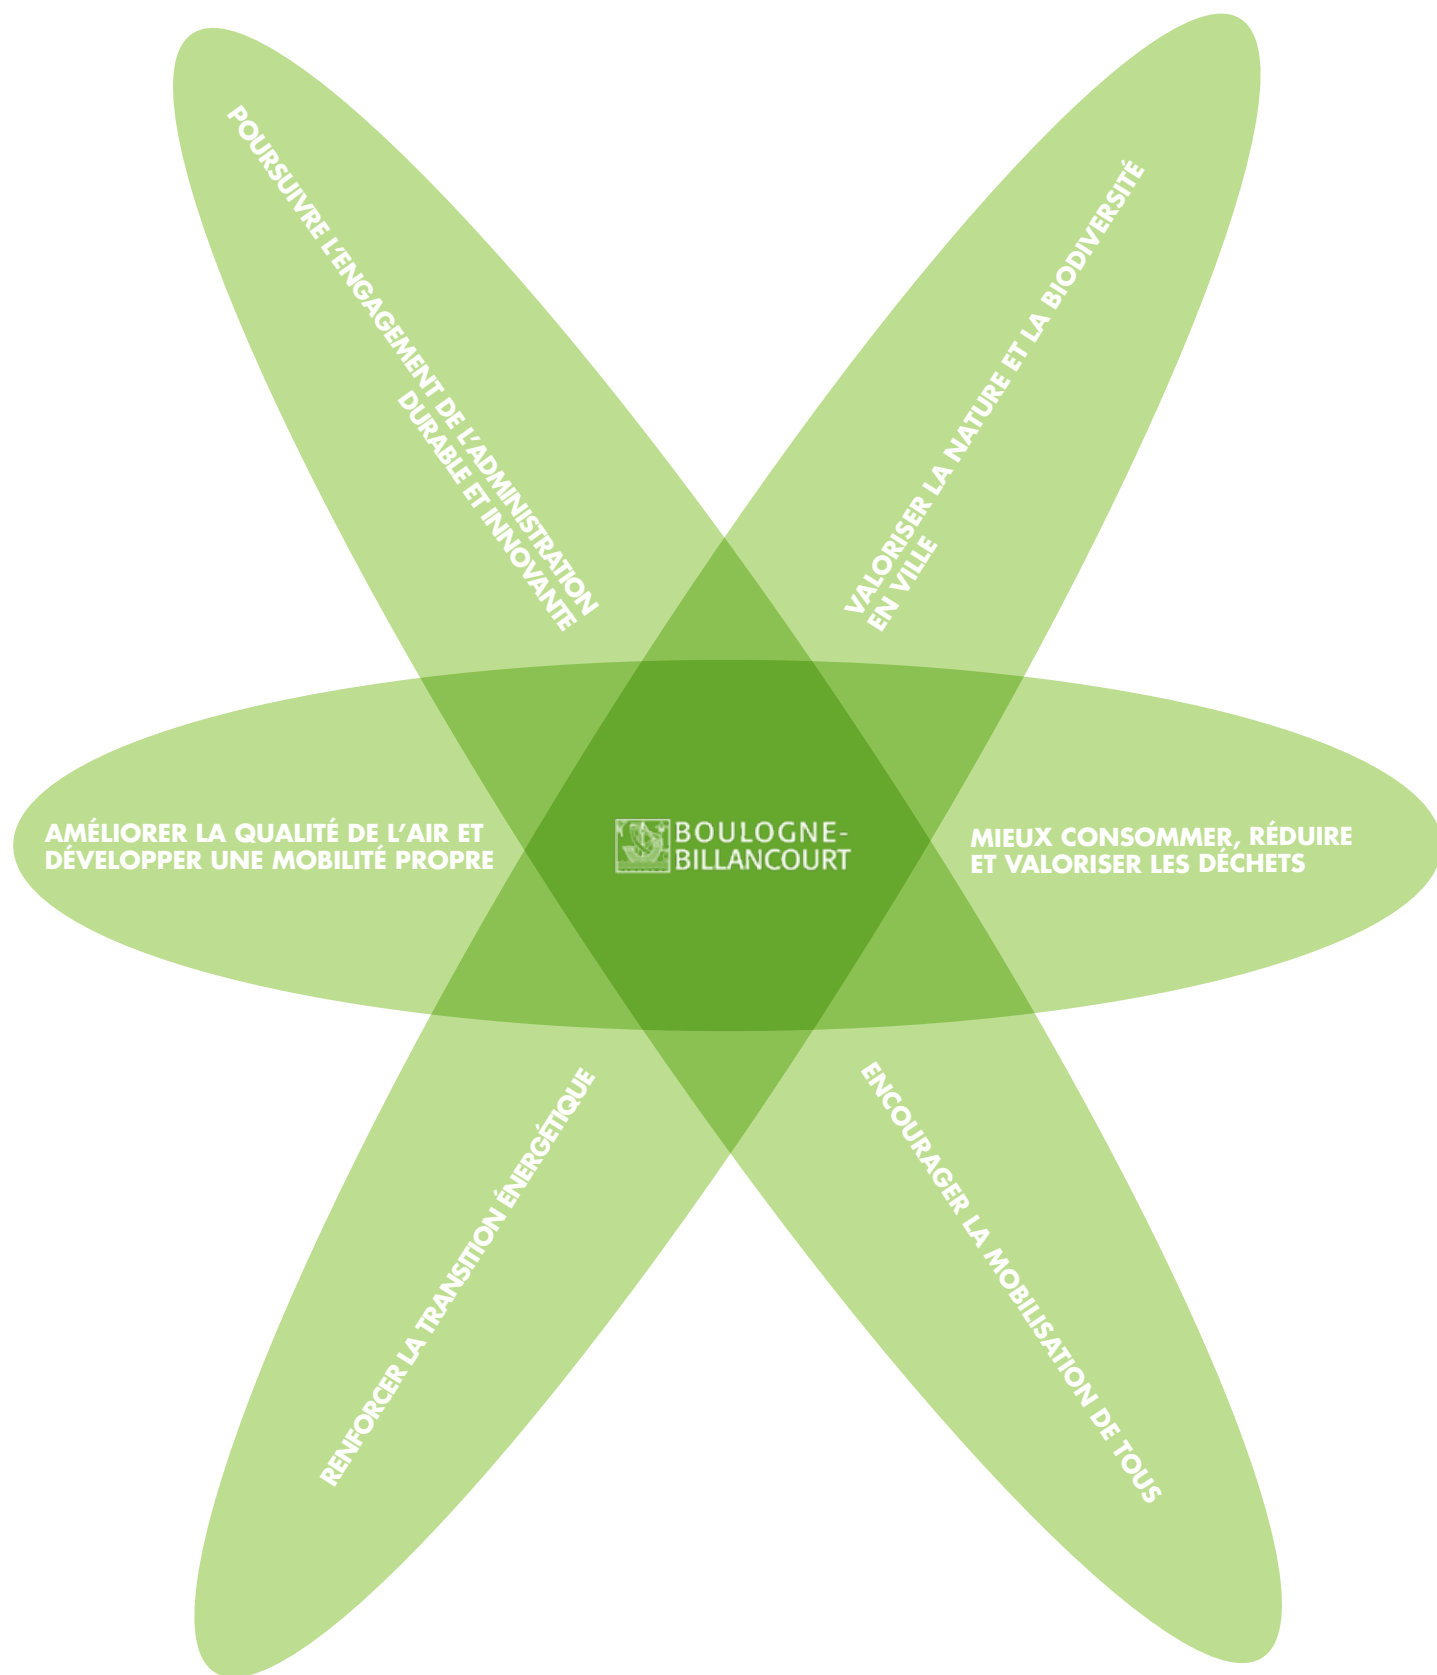 POURSUIVRE L'ENGAGEMENT DE L'ADMINISTRATION
DURABLE ET INNOVANTE
VALORISER LA NATURE ET LA BIODIVERSITÉ
EN VILLE
AMÉLIORER LA QUALITÉ DE L'AIR ET
DÉVELOPPER UNE MOBILITÉ PROPRE
BOULOGNE-
BILLANCOURT
MIEUX CONSOMMER, RÉDUIRE
ET VALORISER LES DÉCHETS
RENFORCER LA TRANSITION ÉNERGÉTIQUE
ENCOURAGER LA MOBILISATION DE TOUS